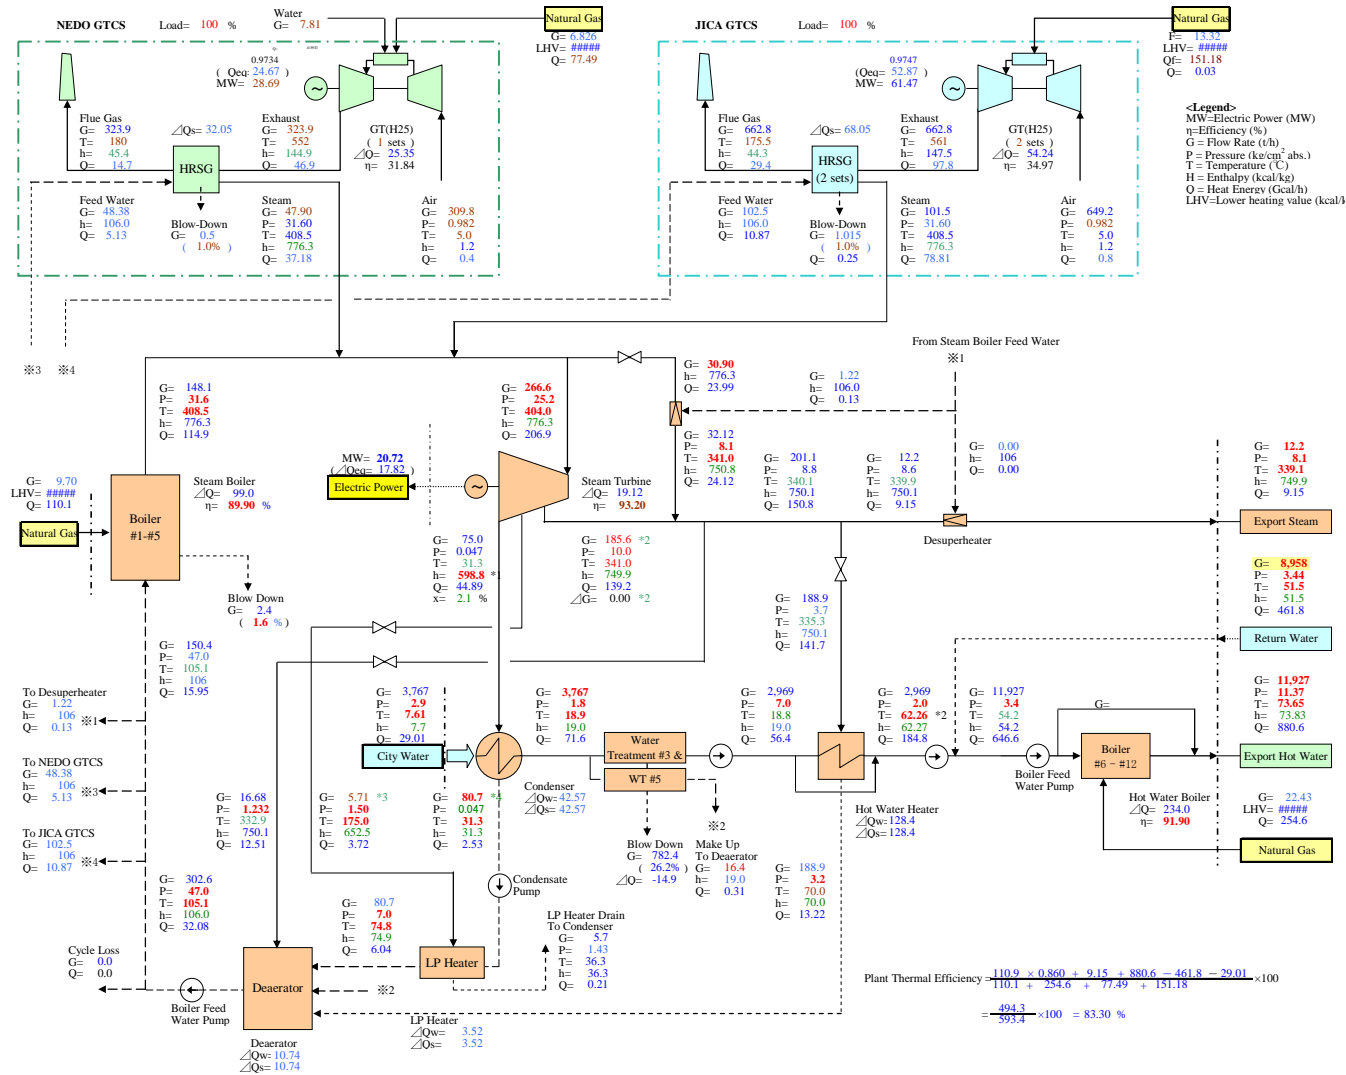 NEDO GTCS
Load= 100 %
Water
G= 7.81
Natural Gas
G= 6.826
LHV= #####
Q= 77.49
0.9734
( Qeq= 24.67 )
MW= 28.69
Flue Gas
G= 323.9
T= 180
h= 45.4
Q= 14.7
⊿Qs= 32.05
HRSG
Exhaust
G= 323.9
T= 552
h= 144.9
Q= 46.9
GT(H25)
( 1 sets)
⊿Q= 25.35
η= 31.84
Feed Water
G= 48.38
h= 106.0
Q= 5.13
Blow-Down
G= 0.5
( 1.0% )
Steam
G= 47.90
P= 31.60
T= 408.5
h= 776.3
Q= 37.18
Air
G= 309.8
P= 0.982
T= 5.0
h= 1.2
Q= 0.4
JICA GTCS
Load= 100 %
Natural Gas
F= 13.32
LHV= #####
Qf= 151.18
Q= 0.03
0.9747
(Qeq= 52.87 )
MW= 61.47
Flue Gas
G= 662.8
T= 175.5
h= 44.3
Q= 29.4
⊿Qs= 68.05
HRSG
(2 sets)
Exhaust
G= 662.8
T= 561
h= 147.5
Q= 97.8
GT(H25)
( 2 sets)
⊿Q= 54.24
η= 34.97
Feed Water
G= 102.5
h= 106.0
Q= 10.87
Blow-Down
G= 1.015
( 1.0% )
Q= 0.25
Steam
G= 101.5
P= 31.60
T= 408.5
h= 776.3
Q= 78.81
Air
G= 649.2
P= 0.982
T= 5.0
h= 1.2
Q= 0.8
<Legend>
MW=Electric Power (MW)
η=Efficiency (%)
G = Flow Rate (t/h)
P = Pressure (kg/cm² abs.)
T = Temperature (℃)
H = Enthalpy (kcal/kg)
Q = Heat Energy (Gcal/h)
LHV=Lower heating value (kcal/k
※3 ※4
G= 148.1
P= 31.6
T= 408.5
h= 776.3
Q= 114.9
G= 266.6
P= 25.2
T= 404.0
h= 776.3
Q= 206.9
G= 30.90
h= 776.3
Q= 23.99
From Steam Boiler Feed Water
※1
G= 1.22
h= 106.0
Q= 0.13
G= 32.12
P= 8.1
T= 341.0
h= 750.8
Q= 24.12
G= 201.1
P= 8.8
T= 340.1
h= 750.1
Q= 150.8
G= 12.2
P= 8.6
T= 339.9
h= 750.1
Q= 9.15
G= 0.00
h= 106
Q= 0.00
G= 12.2
P= 8.1
T= 339.1
h= 749.9
Q= 9.15
Export Steam
Desuperheater
MW= 20.72
(⊿Qeq= 17.82 )
Electric Power
Steam Turbine
⊿Q= 19.12
η= 93.20
G= 9.70
LHV= #####
Q= 110.1
Natural Gas
Boiler
#1-#5
Steam Boiler
⊿Q= 99.0
η= 89.90 %
Blow Down
G= 2.4
( 1.6 % )
G= 75.0
P= 0.047
T= 31.3
h= 598.8 *1
Q= 44.89
x= 2.1 %
G= 185.6 *2
P= 10.0
T= 341.0
h= 749.9
Q= 139.2
⊿G= 0.00 *2
G= 188.9
P= 3.7
T= 335.3
h= 750.1
Q= 141.7
G= 8,958
P= 3.44
T= 51.5
h= 51.5
Q= 461.8
Return Water
G= 150.4
P= 47.0
T= 105.1
h= 106
Q= 15.95
To Desuperheater
G= 1.22
h= 106
Q= 0.13
※1
To NEDO GTCS
G= 48.38
h= 106
Q= 5.13
※3
To JICA GTCS
G= 102.5
h= 106
Q= 10.87
※4
G= 3,767
P= 2.9
T= 7.61
h= 7.7
Q= 29.01
City Water
G= 3,767
P= 1.8
T= 18.9
h= 19.0
Q= 71.6
Water
Treatment #3 &
WT #5
G= 2,969
P= 7.0
T= 18.8
h= 19.0
Q= 56.4
G= 2,969
P= 2.0
T= 62.26 *2
h= 62.27
Q= 184.8
G= 11,927
P= 3.4
T= 54.2
h= 54.2
Q= 646.6
G=
Boiler
#6 − #12
G= 11,927
P= 11.37
T= 73.65
h= 73.83
Q= 880.6
Export Hot Water
Boiler Feed
Water Pump
Hot Water Boiler
⊿Q= 234.0
η= 91,90
G= 22.43
LHV= #####
Q= 254.6
Natural Gas
Condenser
⊿Qw= 42.57
⊿Qs= 42.57
Hot Water Heater
⊿Qw= 128.4
⊿Qs= 128.4
G= 16.68
P= 1.232
T= 332.9
h= 750.1
Q= 12.51
G= 5.71 *3
P= 1.50
T= 175.0
h= 652.5
Q= 3.72
G= 80.7 *4
P= 0.047
T= 31.3
h= 31.3
Q= 2.53
Blow Down
G= 782.4
( 26.2% )
⊿Q= -14.9
※2
Make Up
To Deaerator
G= 16.4
h= 19.0
Q= 0.31
G= 188.9
P= 3.2
T= 70.0
h= 70.0
Q= 13.22
G= 302.6
P= 47.0
T= 105.1
h= 106.0
Q= 32.08
Condensate
Pump
G= 80.7
P= 7.0
T= 74.8
h= 74.9
Q= 6.04
LP Heater Drain
To Condenser
G= 5.7
P= 1.43
T= 36.3
h= 36.3
Q= 0.21
Cycle Loss
G= 0.0
Q= 0.0
LP Heater
Deaerator
※2
Boiler Feed
Water Pump
LP Heater
⊿Qw= 3.52
⊿Qs= 3.52
Deaerator
⊿Qw= 10.74
⊿Qs= 10.74
Plant Thermal Efficiency = 110.9 × 0.860 + 9.15 + 880.6 − 461.8 − 29.01
110.1 + 254.6 + 77.49 + 151.18 ×100
= 494.3
593.4 ×100 = 83.30 %